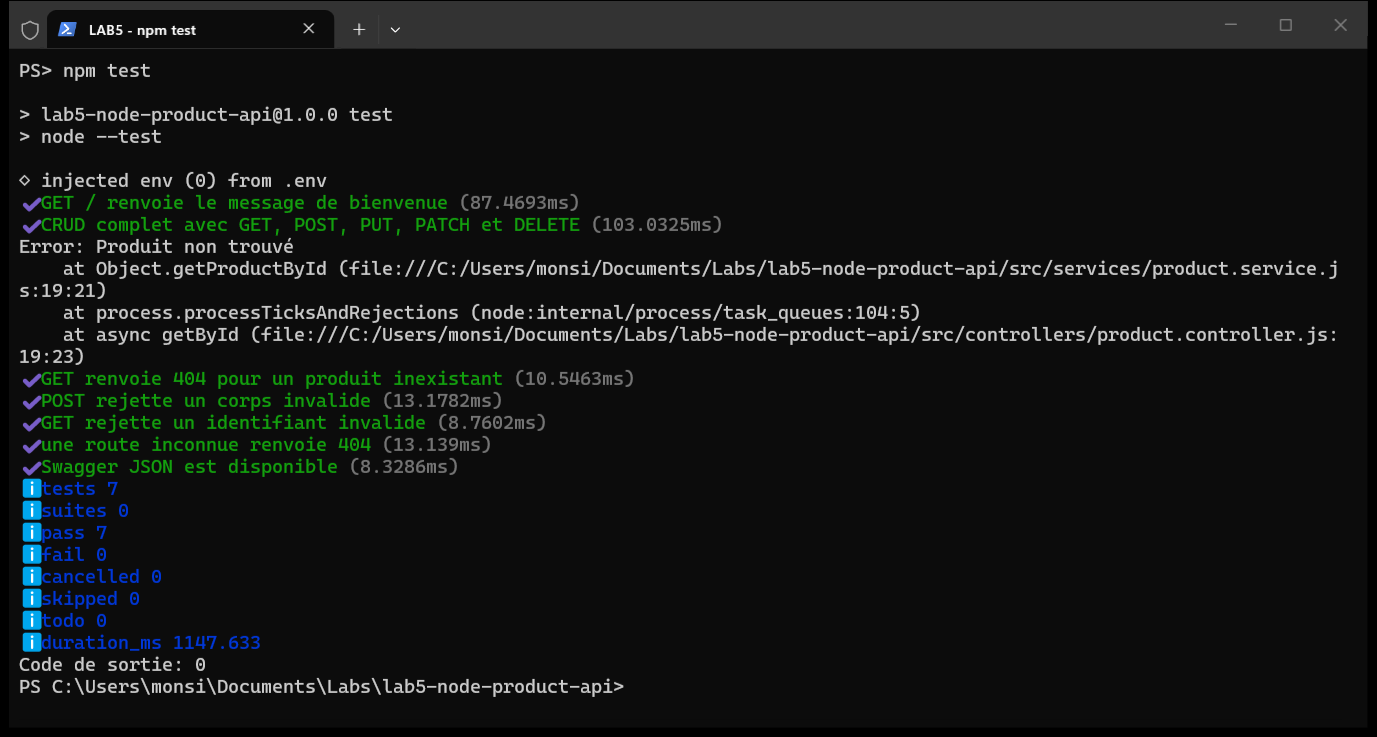 LAB5 - npm test
PS> npm test
> lab5-node-product-api@1.0.0 test
> node --test
◇ injected env (0) from .env
✔GET / renvoie le message de bienvenue (87.4693ms)
✔CRUD complet avec GET, POST, PUT, PATCH et DELETE (103.0325ms)
Error: Produit non trouvé
    at Object.getProductById (file:///C:/Users/monsi/Documents/Labs/lab5-node-product-api/src/services/product.service.j
s:19:21)
    at process.processTicksAndRejections (node:internal/process/task_queues:104:5)
    at async getById (file:///C:/Users/monsi/Documents/Labs/lab5-node-product-api/src/controllers/product.controller.js:
19:23)
✔GET renvoie 404 pour un produit inexistant (10.5463ms)
✔POST rejette un corps invalide (13.1782ms)
✔GET rejette un identifiant invalide (8.7602ms)
✔une route inconnue renvoie 404 (13.139ms)
✔Swagger JSON est disponible (8.3286ms)
ℹtests 7
ℹsuites 0
ℹpass 7
ℹfail 0
ℹcancelled 0
ℹskipped 0
ℹtodo 0
ℹduration_ms 1147.633
Code de sortie: 0
PS C:\Users\monsi\Documents\Labs\lab5-node-product-api>